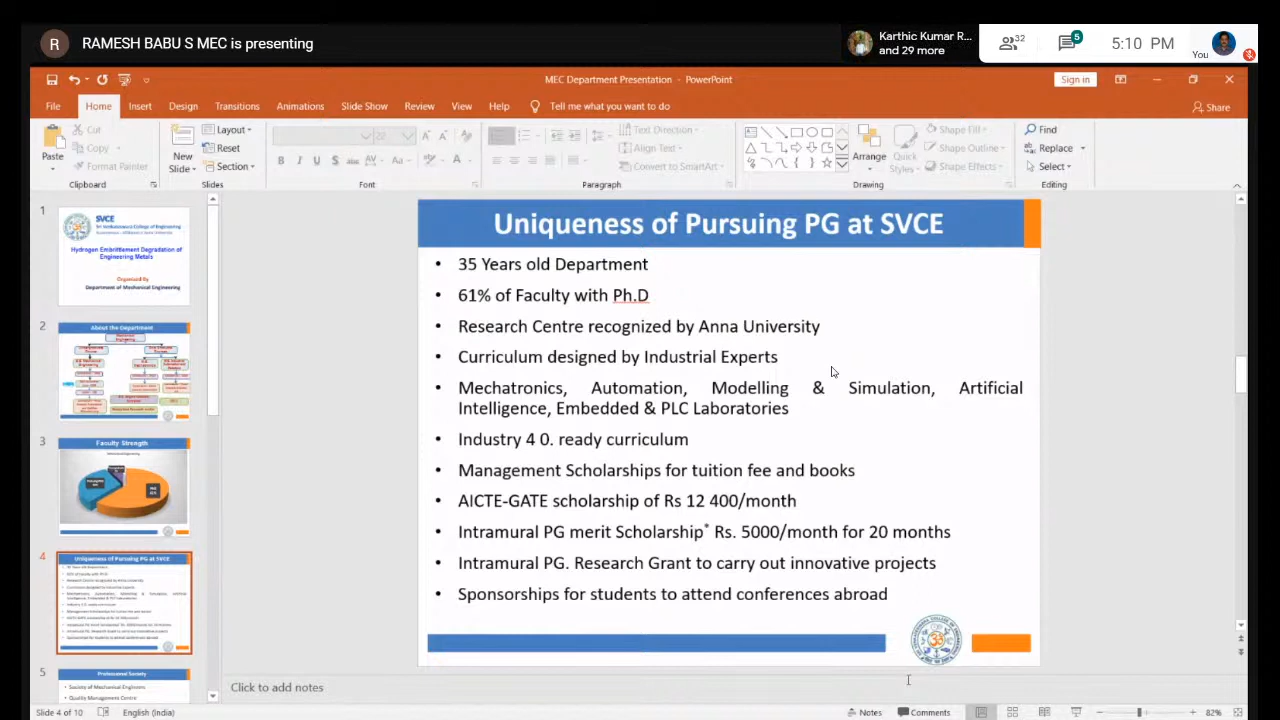 R RAMESH BABU S MEC is presenting
Karthic Kumar R...
and 29 more
32
5
5:10 PM
You
MEC Department Presentation - PowerPoint
Sign in
File Home Insert Design Transitions Animations Slide Show Review View Help Tell me what you want to do
Share
Paste
Cut
Copy
Format Painter
Clipboard
New
Slide
Layout
Reset
Section
Slides
Font
Text Direction
Align Text
Convert to SmartArt
Paragraph
Arrange
Quick
Styles
Shape Fill
Shape Outline
Shape Effects
Drawing
Find
Replace
Select
Editing
1
SVCE
Sri Venkateswara College of Engineering
Hydrogen Embrittlement Degradation of
Engineering Metals
Organized By
Department of Mechanical Engineering
2
About the Department
3
Faculty Strength
4
Uniqueness of Pursuing PG at SVCE
5
Professional Society
• Society of Mechanical Engineers
• Quality Management Centre
Uniqueness of Pursuing PG at SVCE
• 35 Years old department
• 61% of Faculty with Ph.D
• Research Centre recognized by Anna University
• Curriculum designed by Industrial Experts
• Mechanics, Automation, Modelling & Simulation, Artificial
Intelligence, Embedded & PLC Laboratories
• Industry 4 0 ready curriculum
• Management Scholarships for tuition fee and books
• AICTE-GATE scholarship of Rs 12 400/month
• Intramural PG merit Scholarship* Rs. 5000/month for 20 months
• Intramural PG. Research Grant to carry out innovative projects
• Sponsorships for students to attend conference abroad
Click to add notes
Slide 4 of 10
English (India)
Notes
Comments
82%